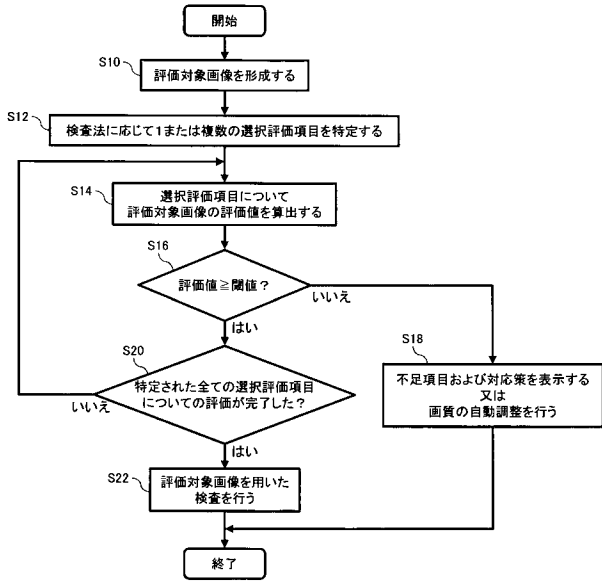 開始
S10
評価対象画像を形成する
S12
検査法に応じて1または複数の選択評価項目を特定する
S14
選択評価項目について
評価対象画像の評価値を算出する
S16
評価値≧閾値？
いいえ
はい
S18
不足項目および対応策を表示する
又は
画質の自動調整を行う
S20
特定された全ての選択評価項目
についての評価が完了した？
いいえ
はい
S22
評価対象画像を用いた
検査を行う
終了